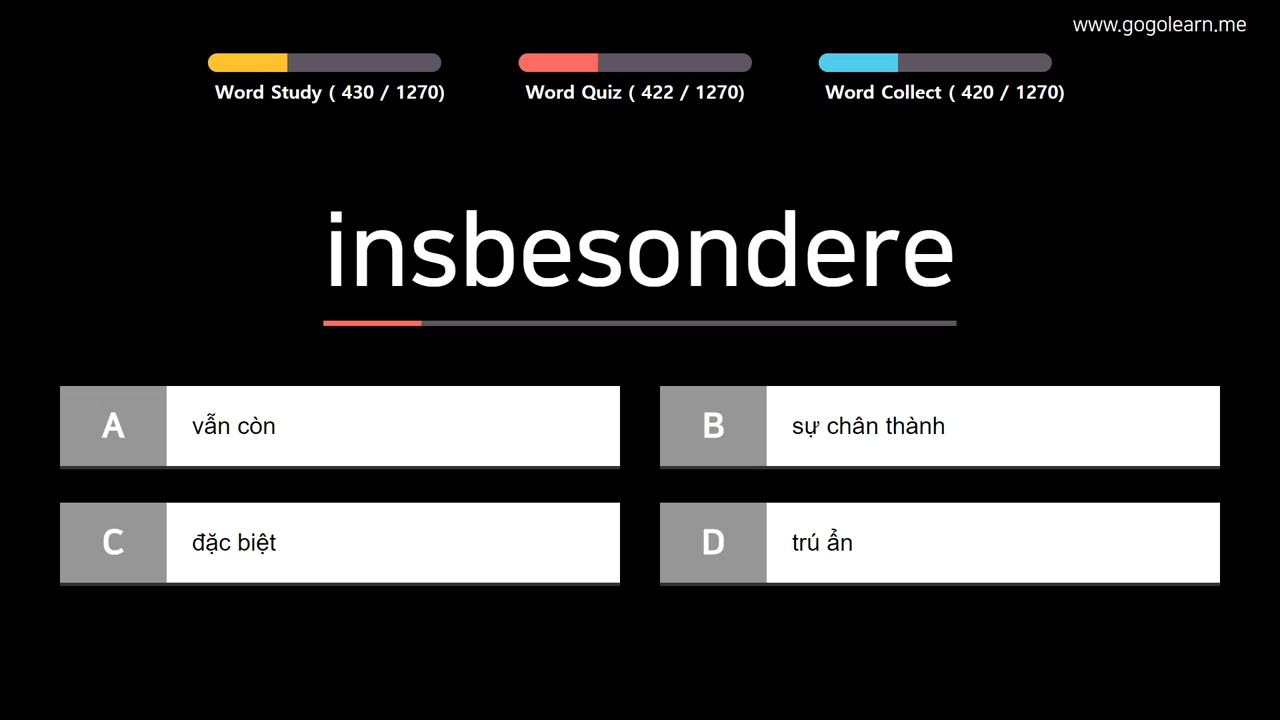 www.gogolearn.me
Word Study ( 430 / 1270)
Word Quiz ( 422 / 1270)
Word Collect ( 420 / 1270)
insbesondere
A vẫn còn
B sự chân thành
C đặc biệt
D trú ẩn